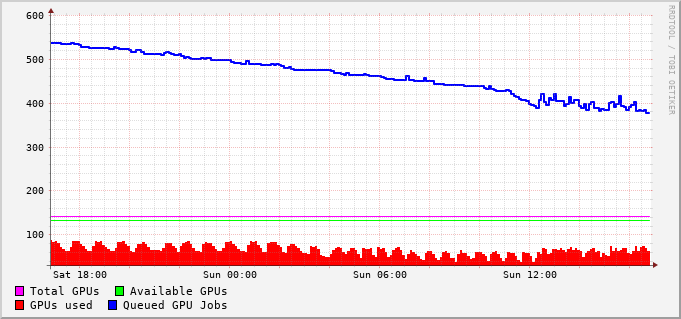 600
500
400
300
200
100
Sat 18:00 Sun 00:00 Sun 06:00 Sun 12:00
Total GPUs Available GPUs
GPUs used Queued GPU Jobs
RRDTOOL / TOBI OETIKER